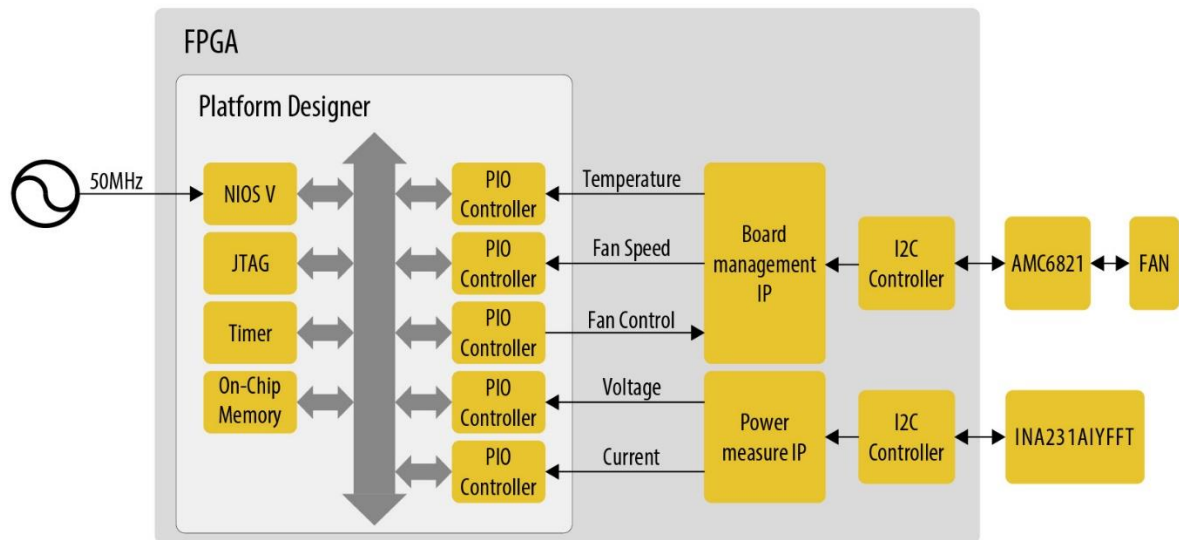 FPGA
Platform Designer
50MHz
NIOS V
JTAG
Timer
On-Chip
Memory
PIO
Controller
PIO
Controller
PIO
Controller
PIO
Controller
PIO
Controller
Temperature
Fan Speed
Fan Control
Voltage
Current
Board
management
IP
Power
measure IP
I2C
Controller
I2C
Controller
AMC6821
FAN
INA231AIYFFT